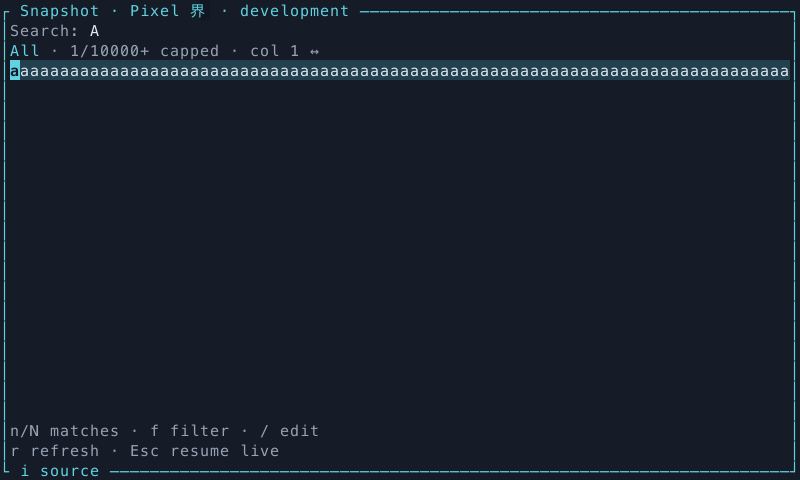 Snapshot · Pixel 界 · development
Search: A
All · 1/10000+ capped · col 1 ↔
aaaaaaaaaaaaaaaaaaaaaaaaaaaaaaaaaaaaaaaaaaaaaaaaaaaaaaaaaaaaaaaaaaaaaaaaaaaaaa
n/N matches · f filter · / edit
r refresh · Esc resume live
i source